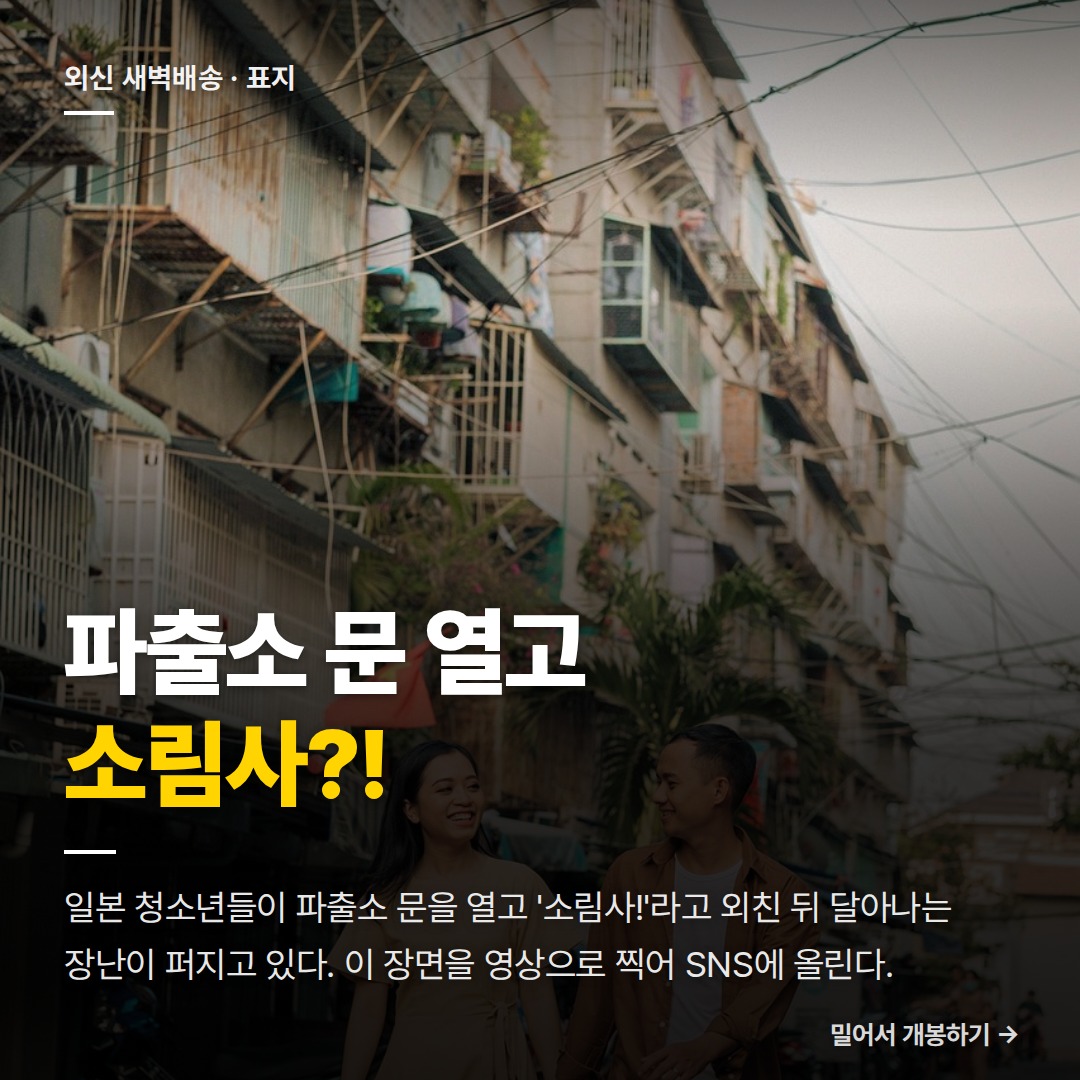 외신 새벽배송 · 표지
파출소 문 열고
소림사?!
일본 청소년들이 파출소 문을 열고 '소림사!'라고 외친 뒤 달아나는
장난이 퍼지고 있다. 이 장면을 영상으로 찍어 SNS에 올린다.
밀어서 개봉하기 →